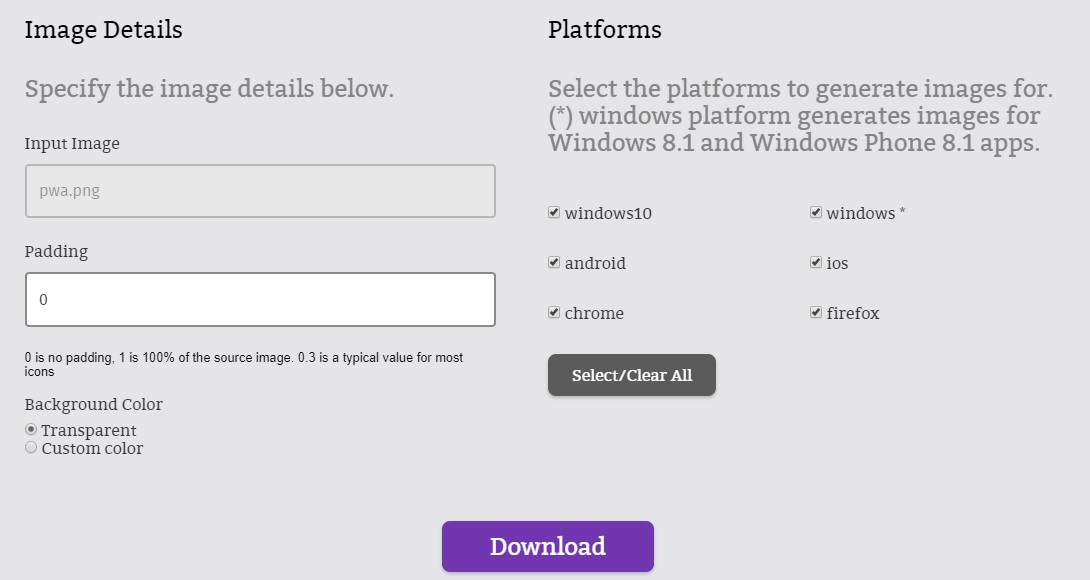 Image Details
Specify the image details below.
Input Image
pwa.png
Padding
0
0 is no padding, 1 is 100% of the source image. 0.3 is a typical value for most
icons
Background Color
Transparent
Custom color
Platforms
Select the platforms to generate images for.
(*) windows platform generates images for
Windows 8.1 and Windows Phone 8.1 apps.
windows10
windows *
android
ios
chrome
firefox
Select/Clear All
Download